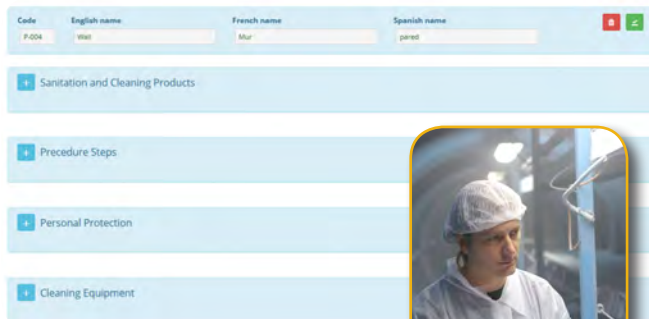 Code English name French name Spanish name
P-004 Wall Mur pared
Sanitation and Cleaning Products
Precedure Steps
Personal Protection
Cleaning Equipment